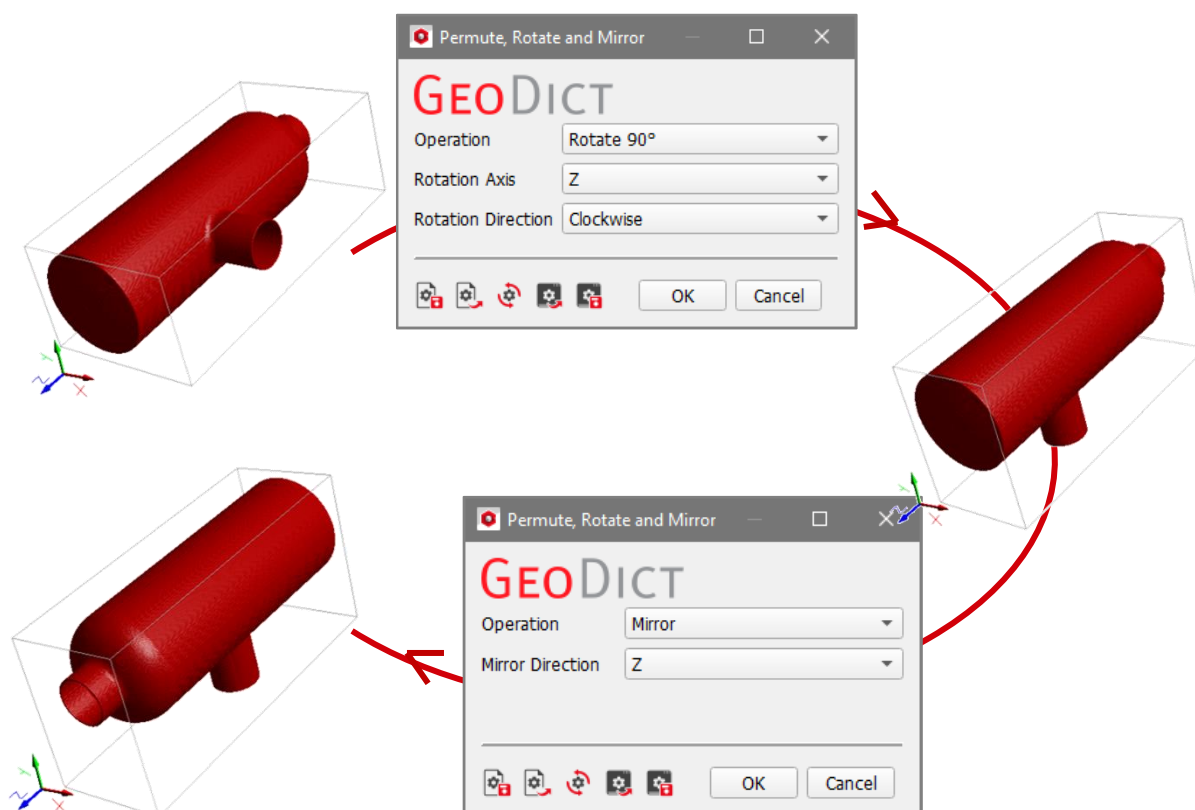 Permute, Rotate and Mirror
GEODICT
Operation Rotate 90°
Rotation Axis Z
Rotation Direction Clockwise
OK Cancel
Y
Z X
Y
Z X
Permute, Rotate and Mirror
GEODICT
Operation Mirror
Mirror Direction Z
OK Cancel
Y
Z X